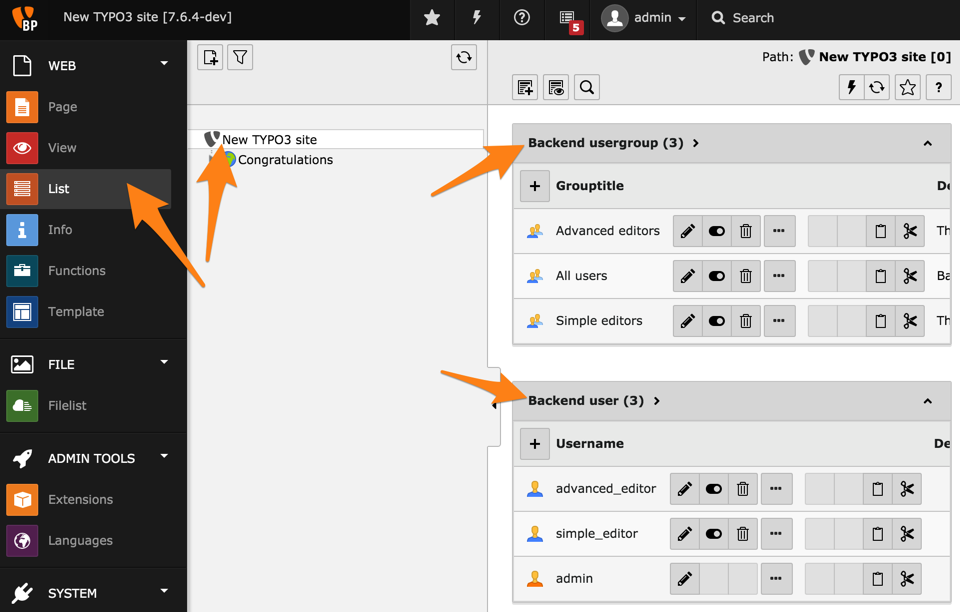 BP
New TYPO3 site [7.6.4-dev]
5
admin
Search
WEB
Page
View
List
Info
Functions
Template
FILE
Filelist
ADMIN TOOLS
Extensions
Languages
SYSTEM
New TYPO3 site
Congratulations
Path: New TYPO3 site [0]
?
Backend usergroup (3)
Grouptitle De
Advanced editors Th
All users Ba
Simple editors Th
Backend user (3)
Username De
advanced_editor
simple_editor
admin